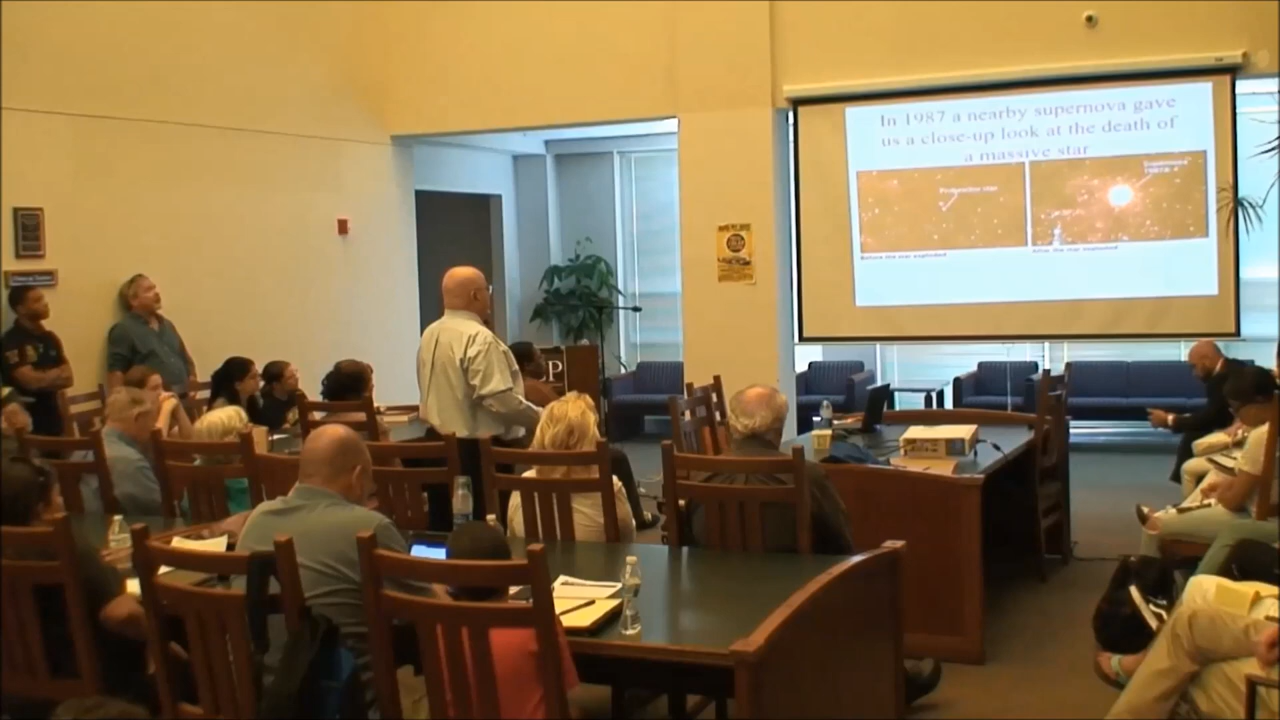 In 1987 a nearby supernova gave
us a close-up look at the death of
a massive star
Progenitor star
Supernova
1987A
Before the star exploded
After the star exploded
P